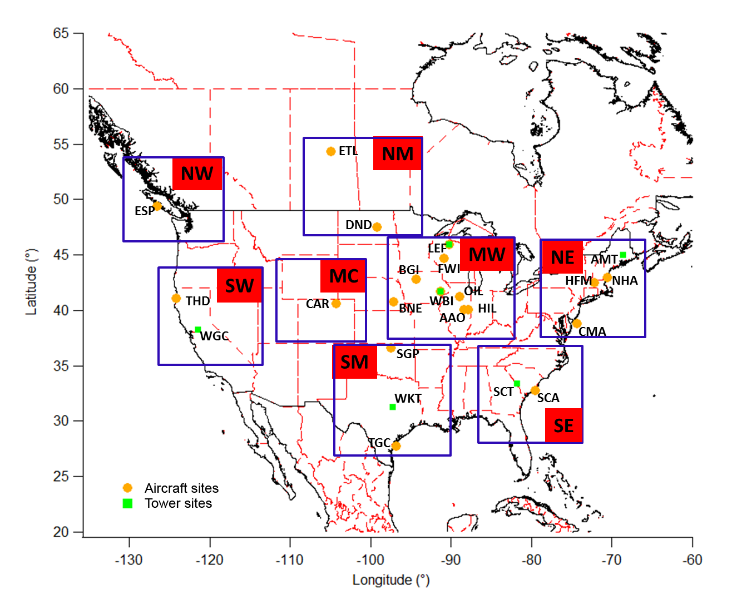 65
60
55
50
45
40
35
30
25
20
Latitude (°)
NW
ESP
ETL
NM
DND
SW
THD
WGC
MC
CAR
LEF
MW
FWI
BGI
OIL
WBI
BNE
AAO
HIL
NE
AMT
HFM
NHA
CMA
SGP
SM
WKT
TGC
SCT
SCA
SE
Aircraft sites
Tower sites
-130 -120 -110 -100 -90 -80 -70 -60
Longitude (°)